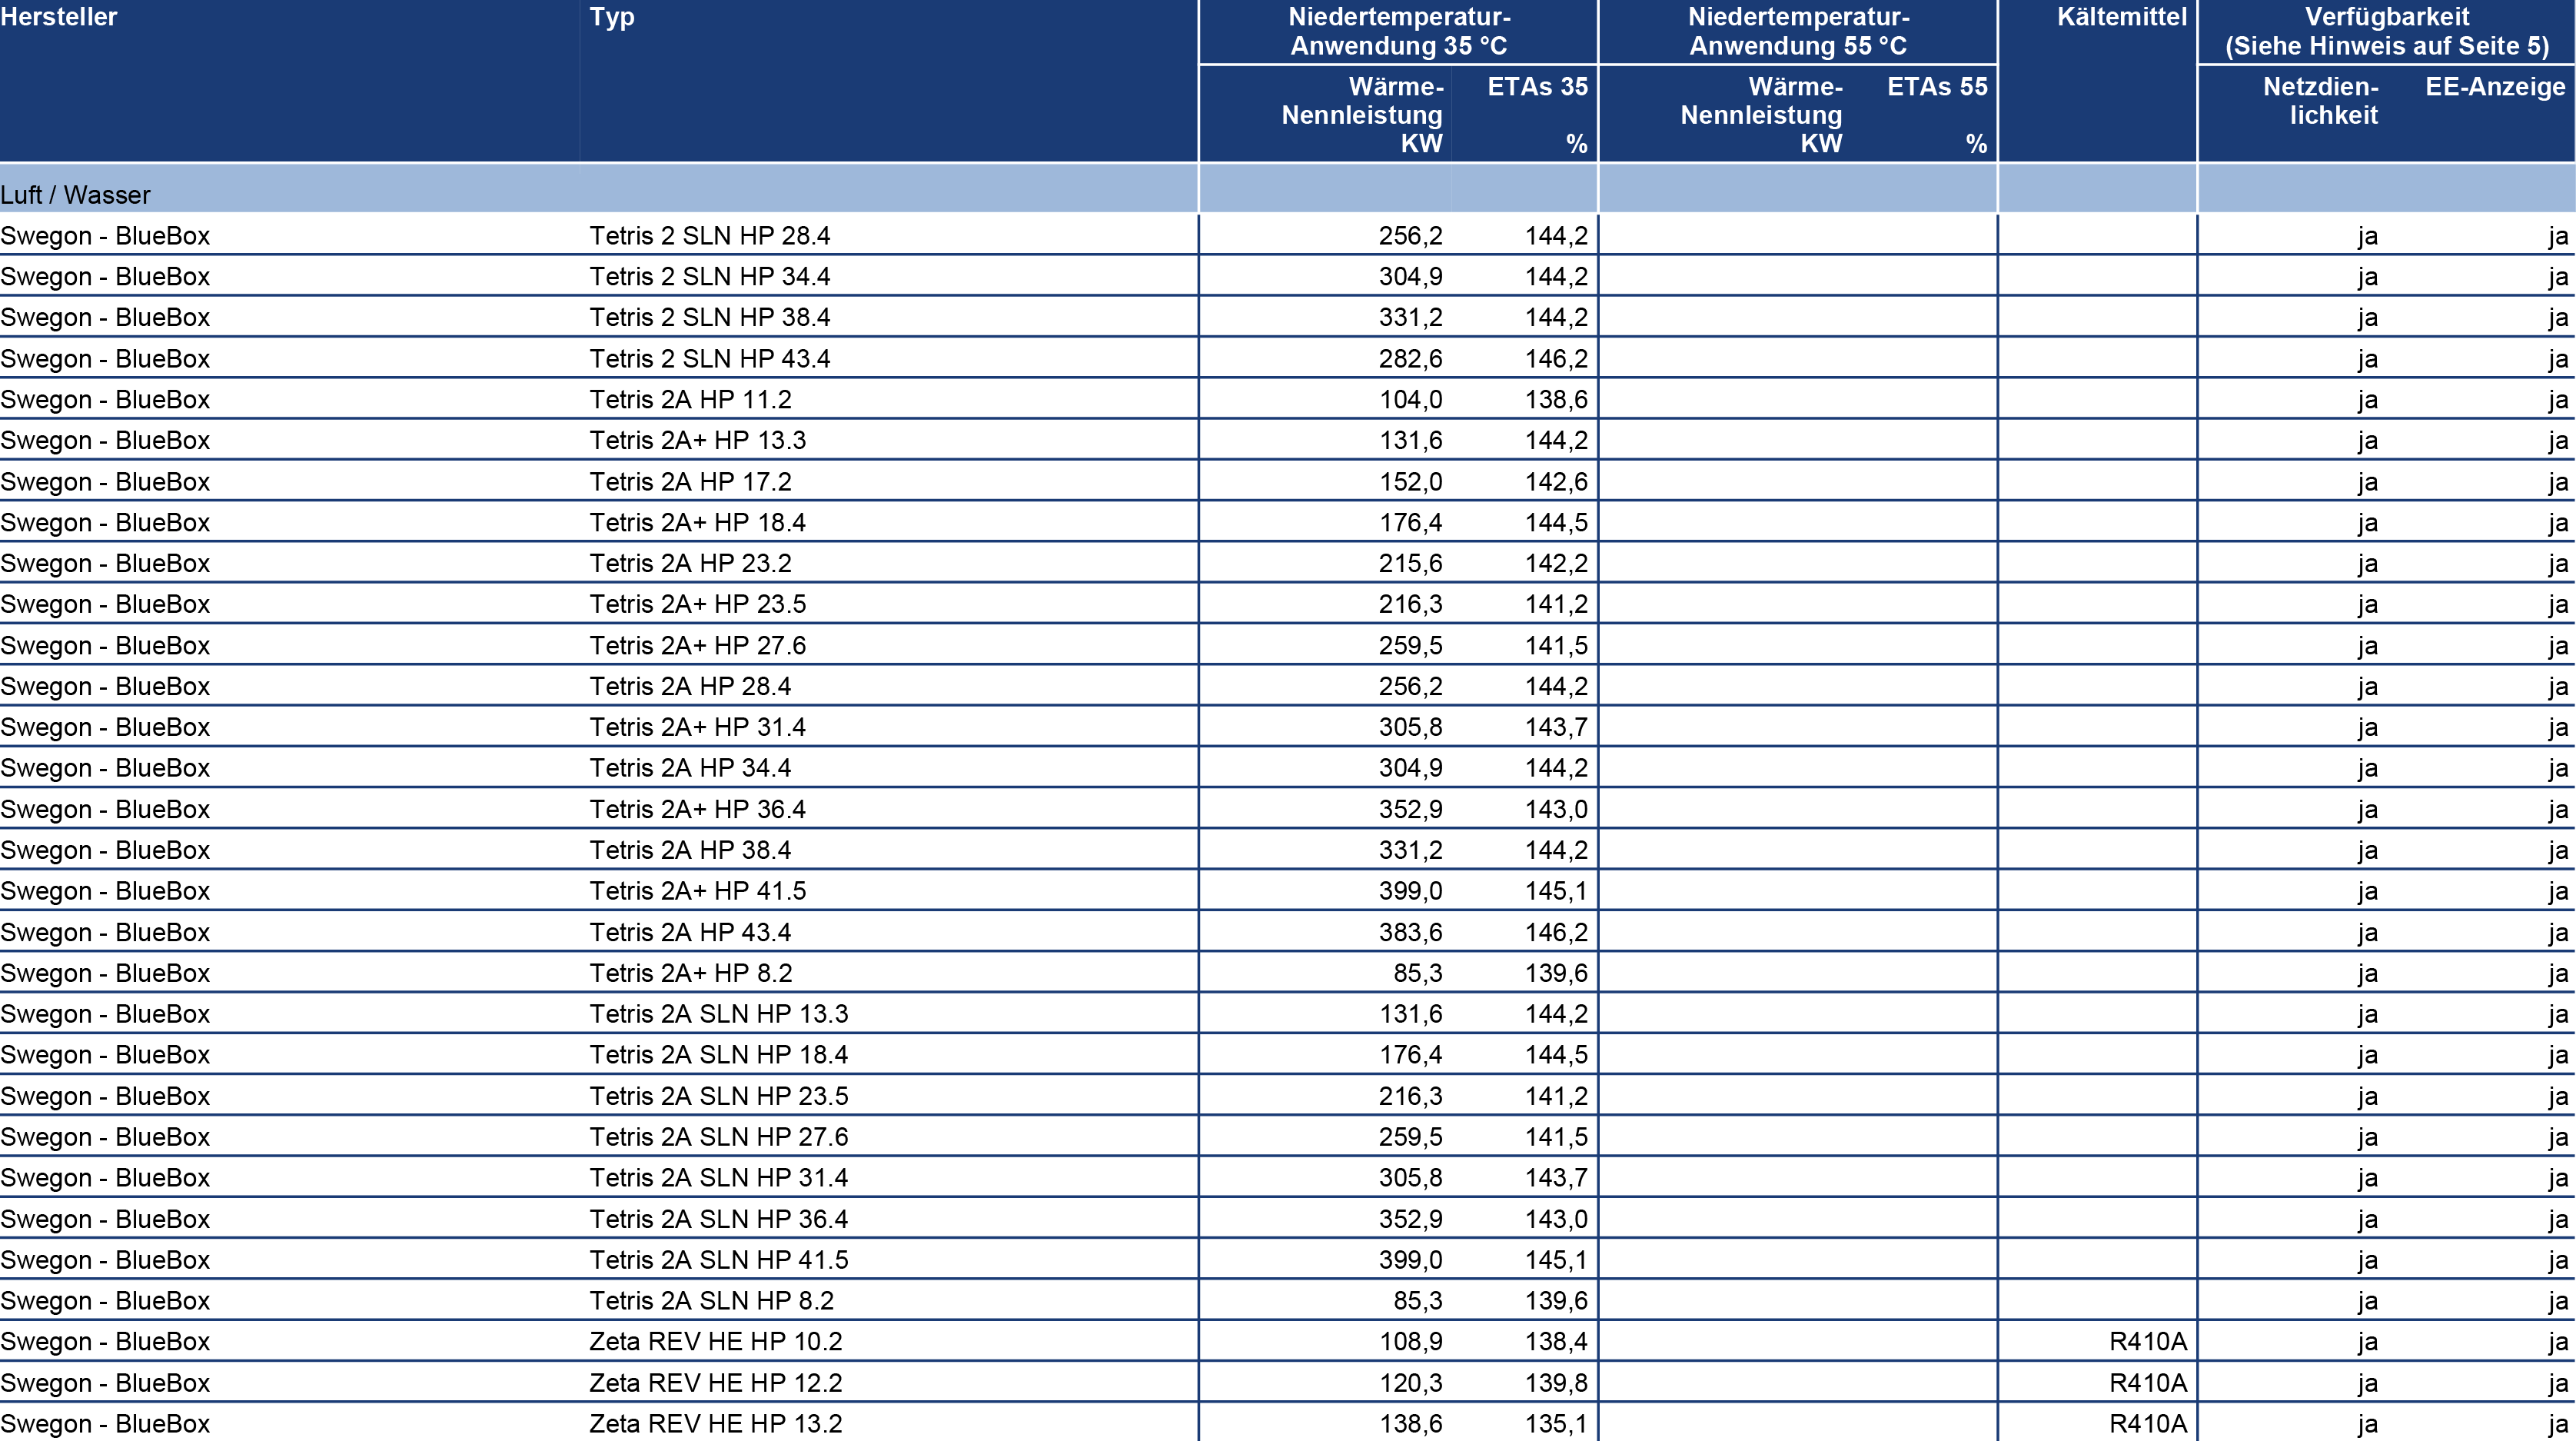 Hersteller Typ Niedertemperatur- Niedertemperatur- Kältemittel Verfügbarkeit
Anwendung 35 °C Anwendung 55 °C (Siehe Hinweis auf Seite 5)
Wärme- ETAs 35 Wärme- ETAs 55 Netzdien- EE-Anzeige
Nennleistung Nennleistung lichkeit
KW % KW %
Luft / Wasser
Swegon - BlueBox Tetris 2 SLN HP 28.4 256,2 144,2 ja ja
Swegon - BlueBox Tetris 2 SLN HP 34.4 304,9 144,2 ja ja
Swegon - BlueBox Tetris 2 SLN HP 38.4 331,2 144,2 ja ja
Swegon - BlueBox Tetris 2 SLN HP 43.4 282,6 146,2 ja ja
Swegon - BlueBox Tetris 2A HP 11.2 104,0 138,6 ja ja
Swegon - BlueBox Tetris 2A+ HP 13.3 131,6 144,2 ja ja
Swegon - BlueBox Tetris 2A HP 17.2 152,0 142,6 ja ja
Swegon - BlueBox Tetris 2A+ HP 18.4 176,4 144,5 ja ja
Swegon - BlueBox Tetris 2A HP 23.2 215,6 142,2 ja ja
Swegon - BlueBox Tetris 2A+ HP 23.5 216,3 141,2 ja ja
Swegon - BlueBox Tetris 2A+ HP 27.6 259,5 141,5 ja ja
Swegon - BlueBox Tetris 2A HP 28.4 256,2 144,2 ja ja
Swegon - BlueBox Tetris 2A+ HP 31.4 305,8 143,7 ja ja
Swegon - BlueBox Tetris 2A HP 34.4 304,9 144,2 ja ja
Swegon - BlueBox Tetris 2A+ HP 36.4 352,9 143,0 ja ja
Swegon - BlueBox Tetris 2A HP 38.4 331,2 144,2 ja ja
Swegon - BlueBox Tetris 2A+ HP 41.5 399,0 145,1 ja ja
Swegon - BlueBox Tetris 2A HP 43.4 383,6 146,2 ja ja
Swegon - BlueBox Tetris 2A+ HP 8.2 85,3 139,6 ja ja
Swegon - BlueBox Tetris 2A SLN HP 13.3 131,6 144,2 ja ja
Swegon - BlueBox Tetris 2A SLN HP 18.4 176,4 144,5 ja ja
Swegon - BlueBox Tetris 2A SLN HP 23.5 216,3 141,2 ja ja
Swegon - BlueBox Tetris 2A SLN HP 27.6 259,5 141,5 ja ja
Swegon - BlueBox Tetris 2A SLN HP 31.4 305,8 143,7 ja ja
Swegon - BlueBox Tetris 2A SLN HP 36.4 352,9 143,0 ja ja
Swegon - BlueBox Tetris 2A SLN HP 41.5 399,0 145,1 ja ja
Swegon - BlueBox Tetris 2A SLN HP 8.2 85,3 139,6 ja ja
Swegon - BlueBox Zeta REV HE HP 10.2 108,9 138,4 R410A ja ja
Swegon - BlueBox Zeta REV HE HP 12.2 120,3 139,8 R410A ja ja
Swegon - BlueBox Zeta REV HE HP 13.2 138,6 135,1 R410A ja ja